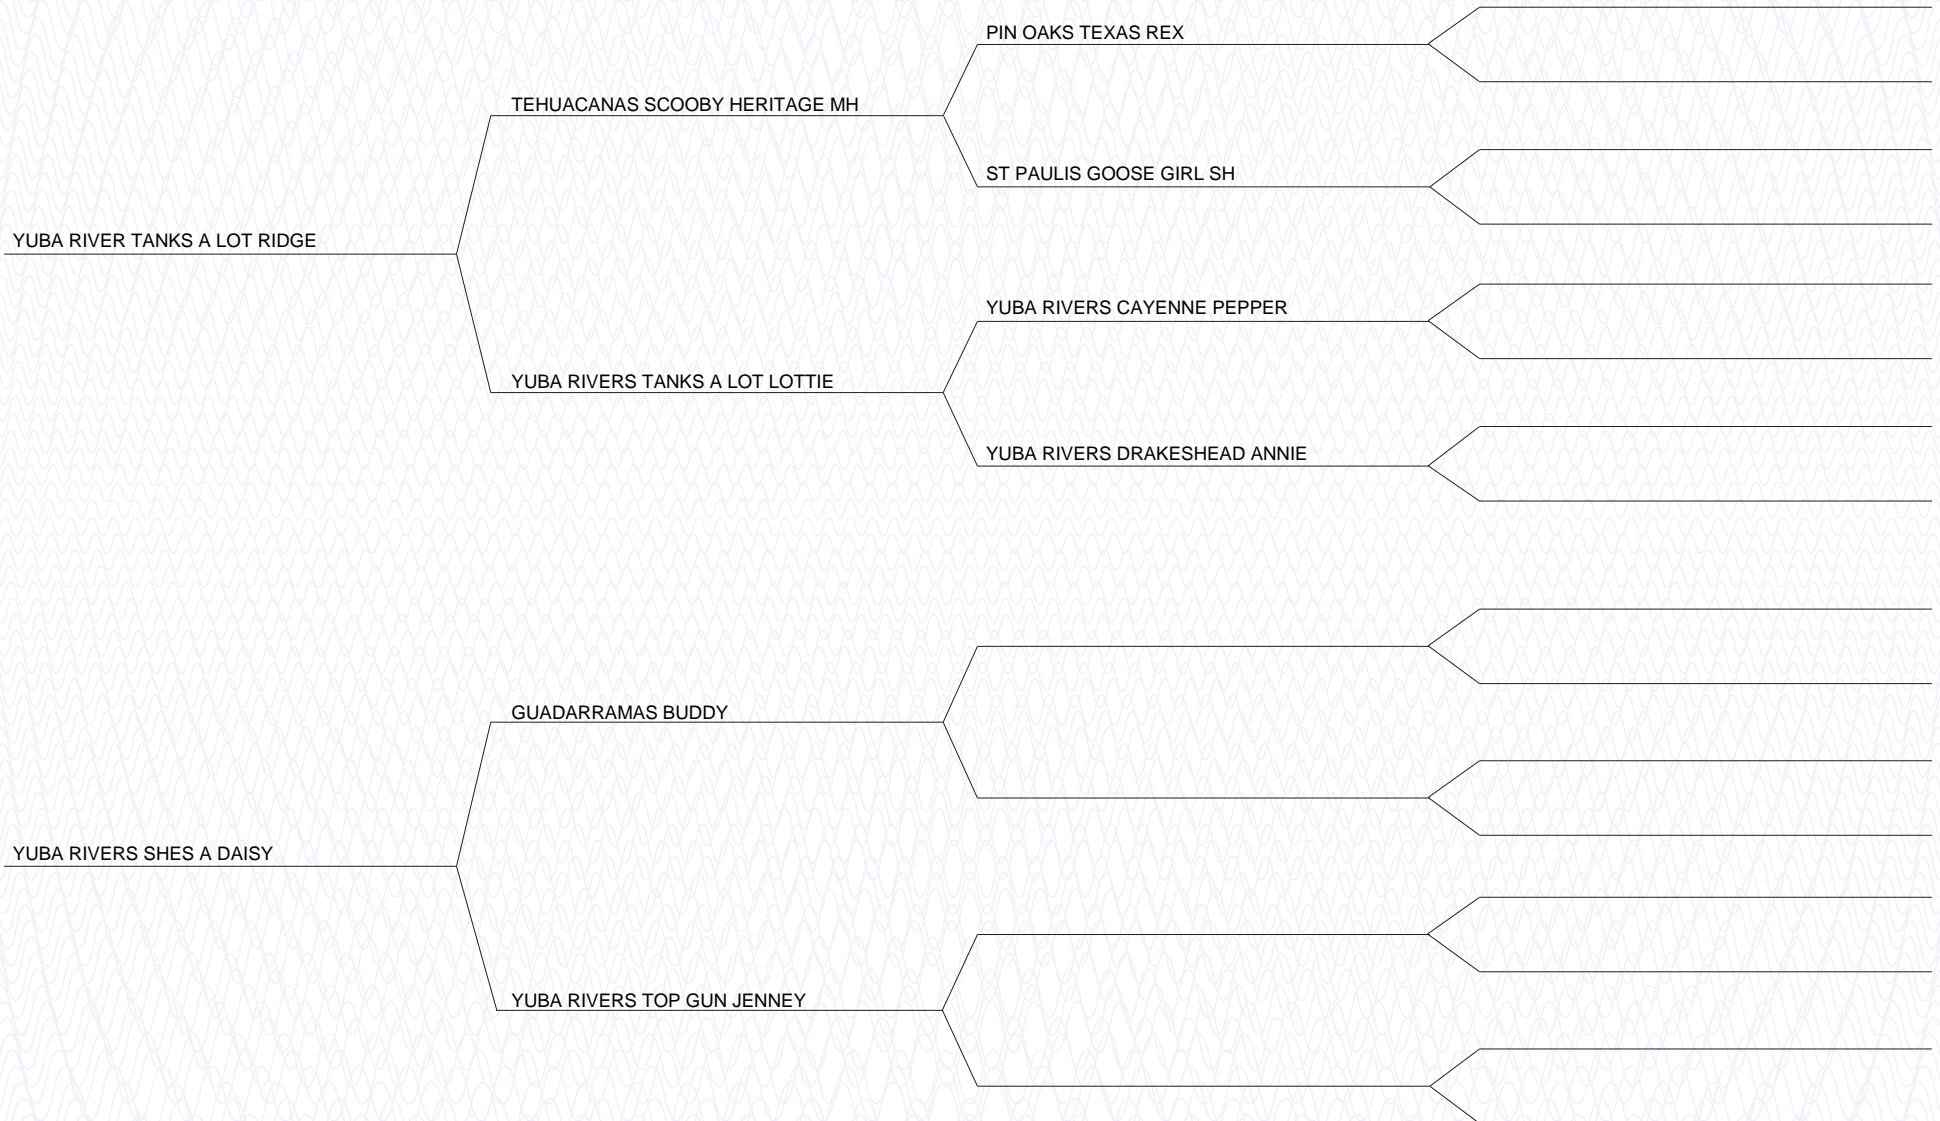 PIN OAKS TEXAS REX
TEHUACANAS SCOOBY HERITAGE MH
ST PAULIS GOOSE GIRL SH
YUBA RIVER TANKS A LOT RIDGE
YUBA RIVERS CAYENNE PEPPER
YUBA RIVERS TANKS A LOT LOTTIE
YUBA RIVERS DRAKESHEAD ANNIE
GUADARRAMAS BUDDY
YUBA RIVERS SHES A DAISY
YUBA RIVERS TOP GUN JENNEY